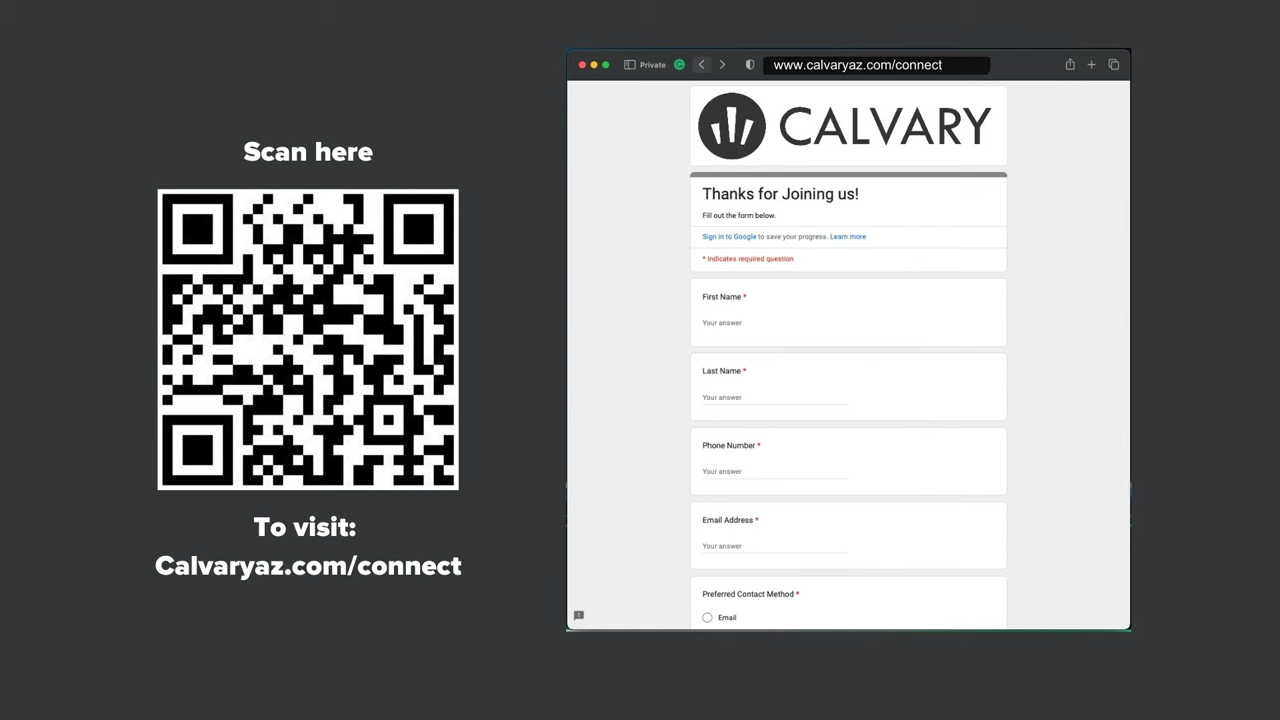 Scan here
To visit:
Calvaryaz.com/connect
Private
www.calvaryaz.com/connect
CALVARY
Thanks for Joining us!
Fill out the form below.
Sign in to Google to save your progress. Learn more
* Indicates required question
First Name *
Your answer
Last Name *
Your answer
Phone Number *
Your answer
Email Address *
Your answer
Preferred Contact Method *
Email